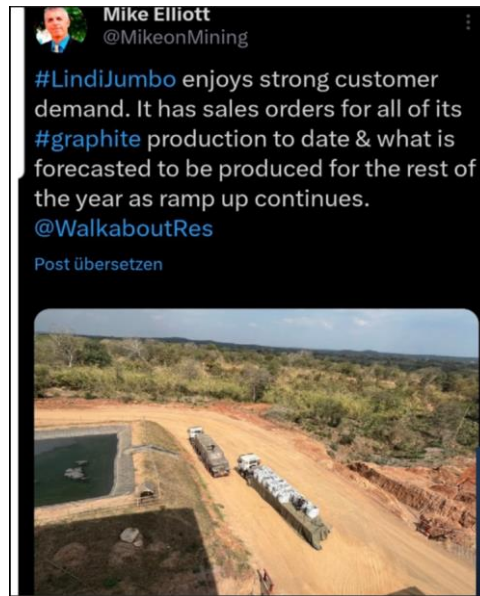 Mike Elliott
@MikeonMining
#LindiJumbo enjoys strong customer
demand. It has sales orders for all of its
#graphite production to date & what is
forecasted to be produced for the rest of
the year as ramp up continues.
@WalkaboutRes
Post übersetzen